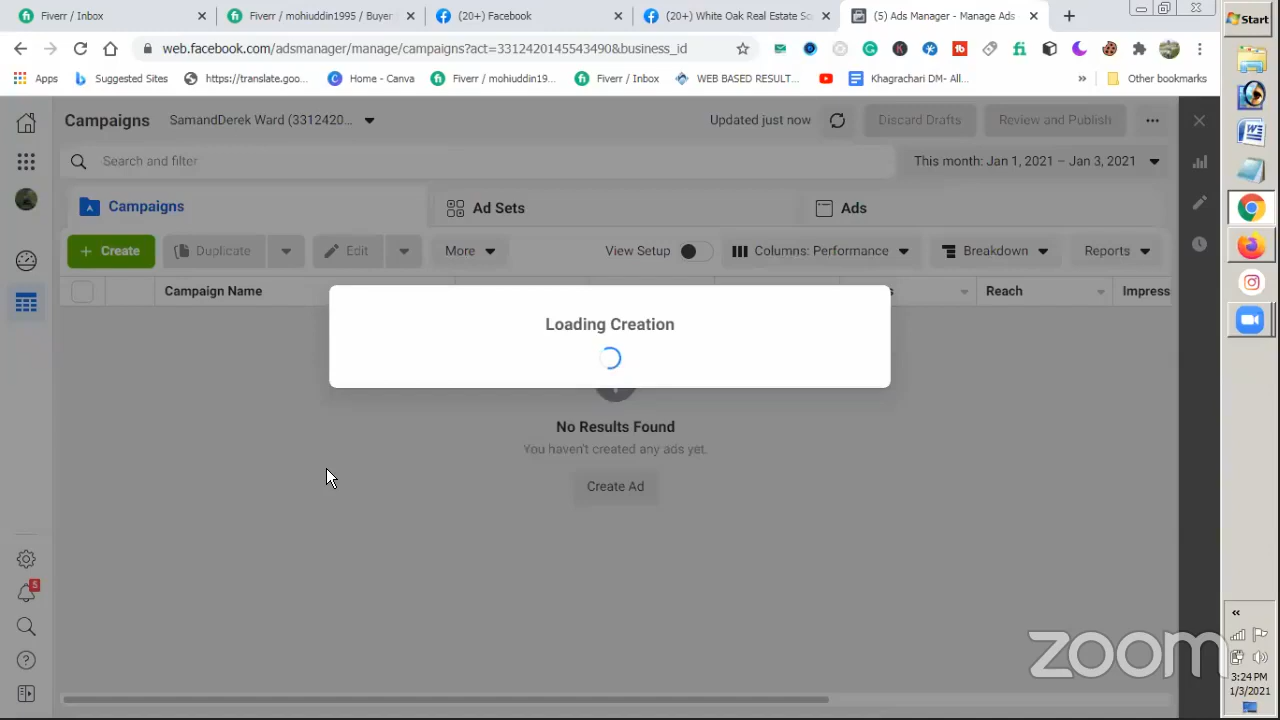 Fiverr / Inbox
Fiverr / mohiuddin1995 / Buyer
(20+) Facebook
(20+) White Oak Real Estate So
(5) Ads Manager - Manage Ads
web.facebook.com/adsmanager/manage/campaigns?act=3312420145543490&business_id
Apps
Suggested Sites
https://translate.goo...
Home - Canva
Fiverr / mohiuddin19...
Fiverr / Inbox
WEB BASED RESULT...
Khagrachari DM- All...
Other bookmarks
Start
Campaigns
SamandDerek Ward (3312420...
Updated just now
Discard Drafts
Review and Publish
Search and filter
This month: Jan 1, 2021 – Jan 3, 2021
Campaigns
Ad Sets
Ads
Create
Duplicate
Edit
More
View Setup
Columns: Performance
Breakdown
Reports
Campaign Name
Reach
Impress
Loading Creation
No Results Found
You haven't created any ads yet.
Create Ad
5
zoom
3:24 PM
1/3/2021